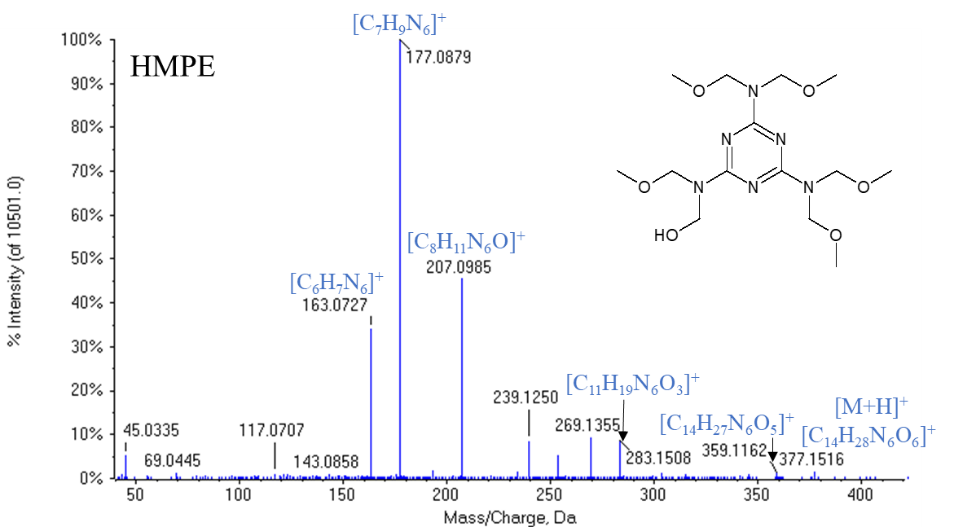 [C₇H₉N₆]⁺
100%
HMPE
177.0879
90%
80%
70%
60%
50%
40%
30%
20%
10%
0%
% Intensity (of 10501.0)
[C₈H₁₁N₆O]⁺
207.0985
[C₆H₇N₆]⁺
163.0727
[C₁₁H₁₉N₆O₃]⁺
239.1250
269.1355
283.1508
[C₁₄H₂₇N₆O₅]⁺
359.1162
[M+H]⁺
[C₁₄H₂₈N₆O₆]⁺
377.1516
45.0335
69.0445
117.0707
143.0858
50 100 150 200 250 300 350 400
Mass/Charge, Da
O N O
N N
O N N N O
HO O